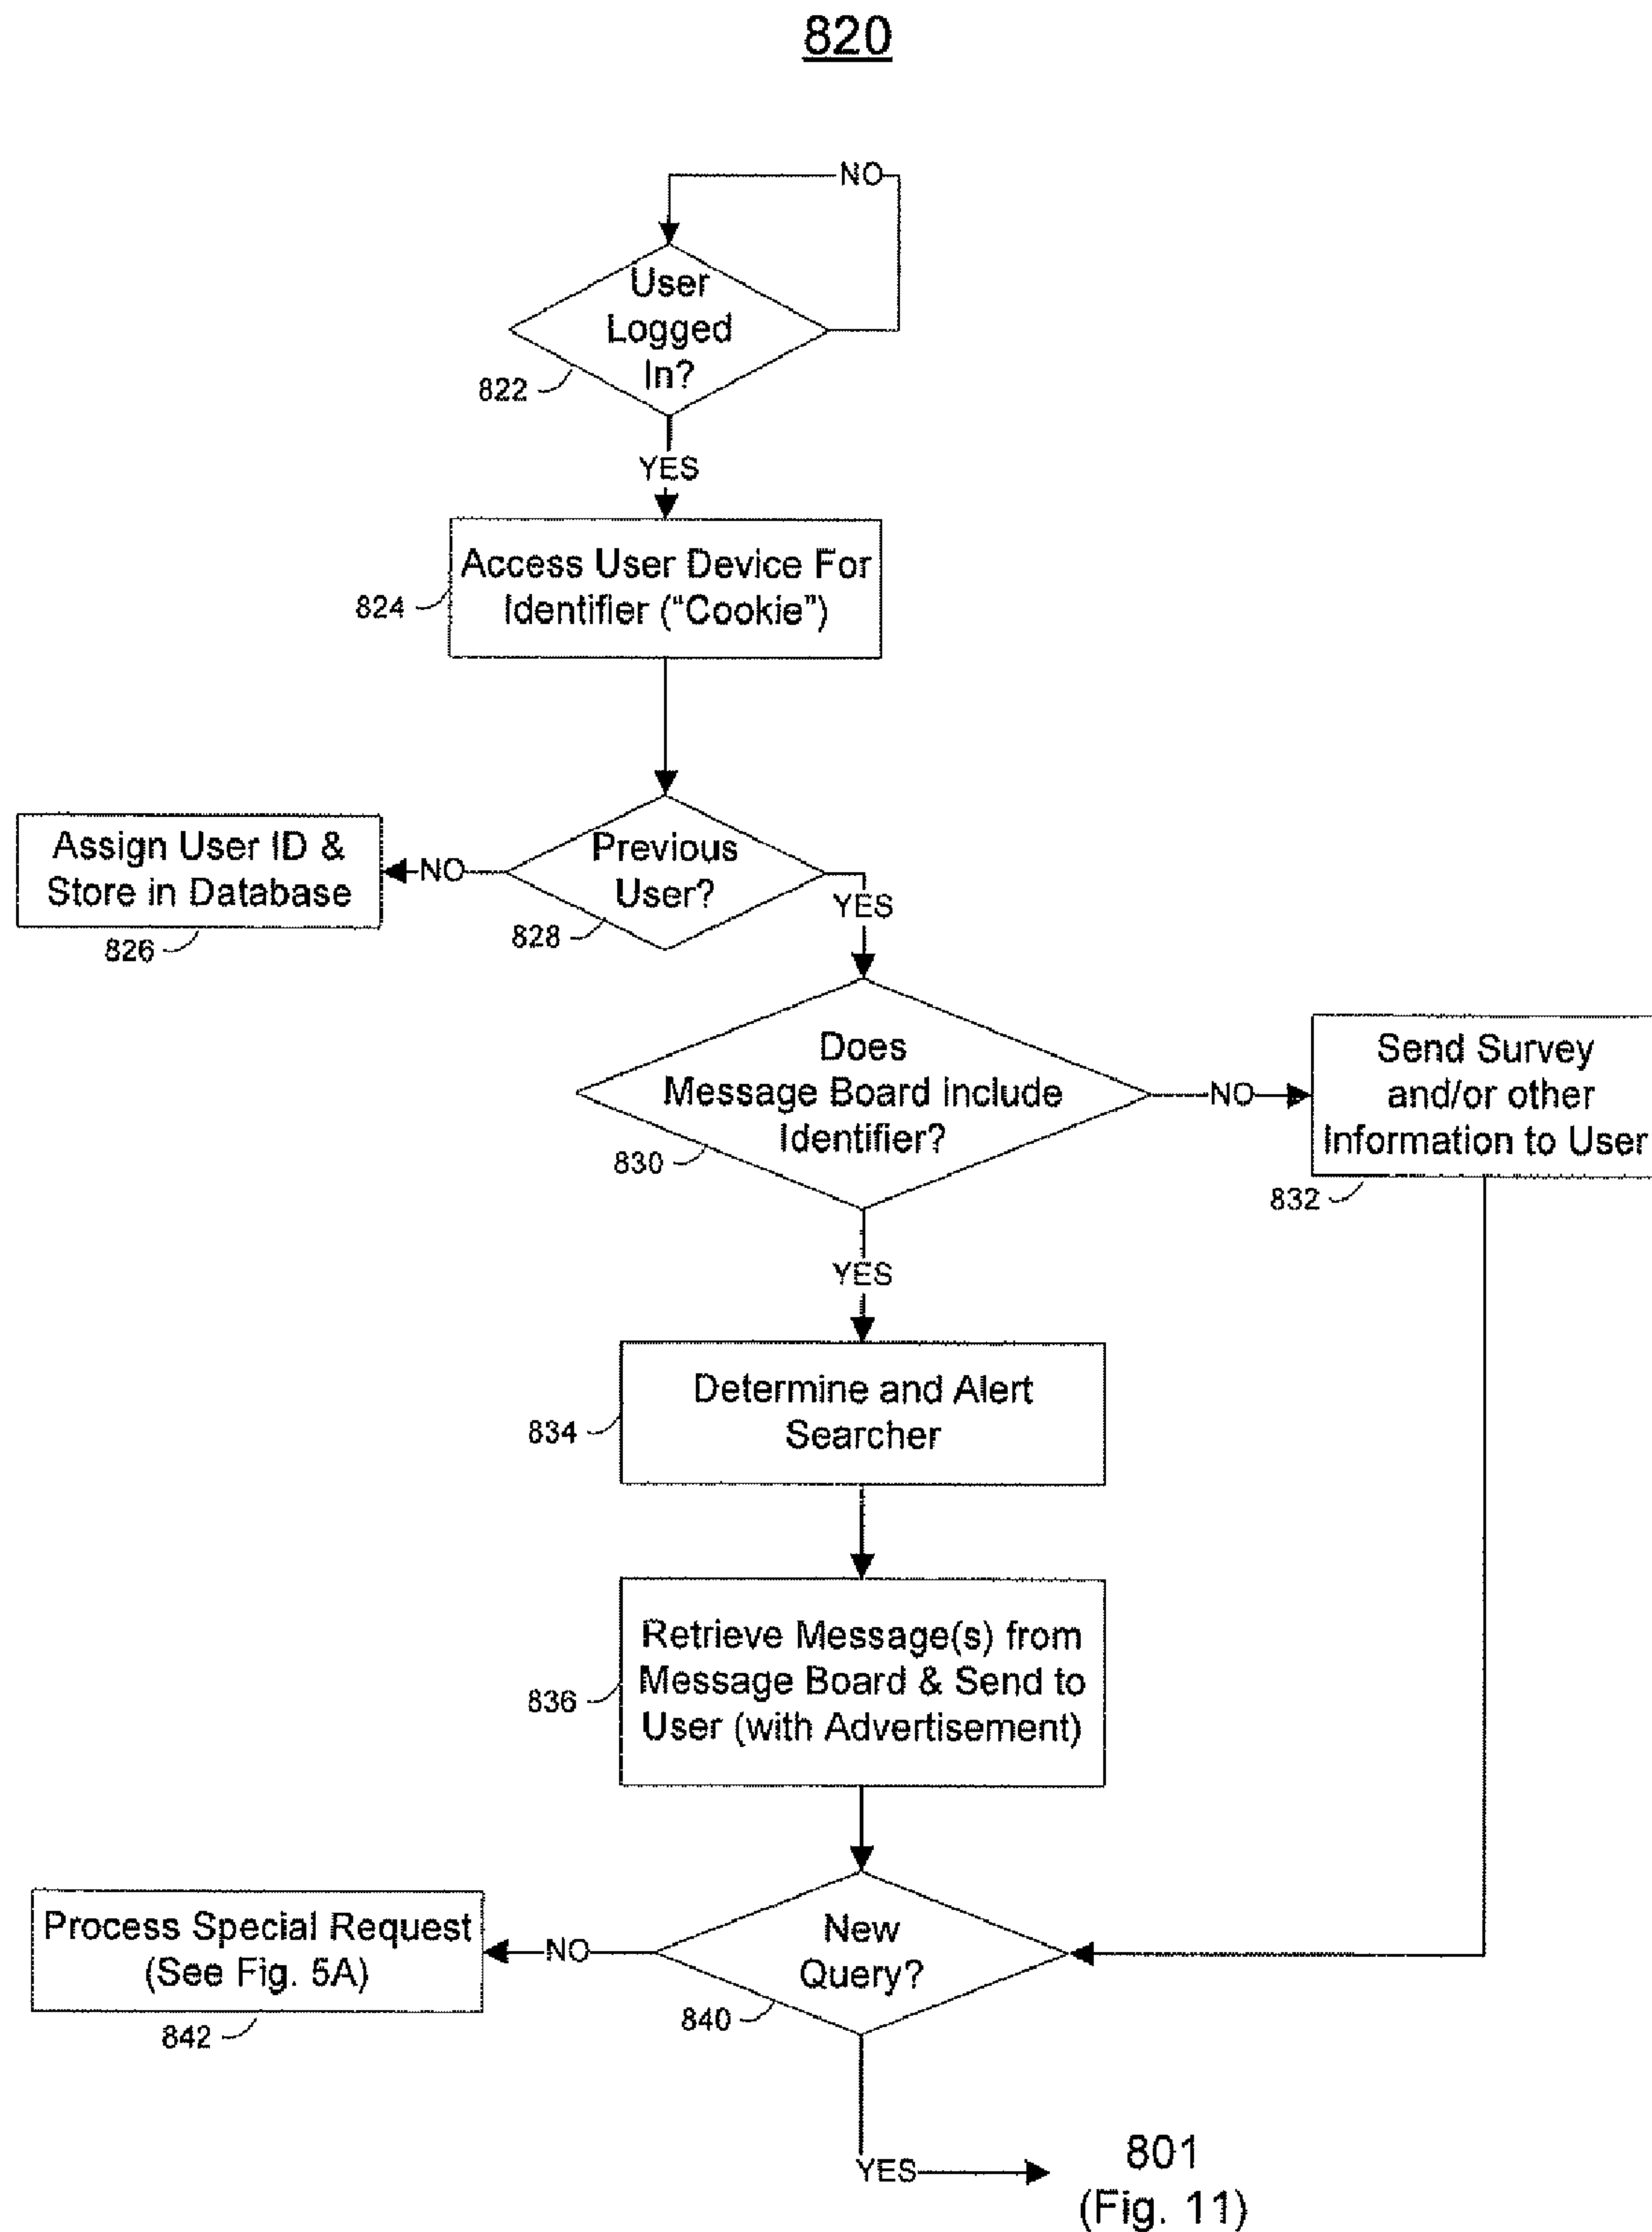 820
NO
User
Logged
In?
822
YES
Access User Device For
Identifier ("Cookie")
824
Assign User ID &
Store in Database
826
NO
Previous
User?
828
YES
Does
Message Board include
Identifier?
830
NO
Send Survey
and/or other
Information to User
832
YES
Determine and Alert
Searcher
834
Retrieve Message(s) from
Message Board & Send to
User (with Advertisement)
836
Process Special Request
(See Fig. 5A)
842
NO
New
Query?
840
YES
801
(Fig. 11)